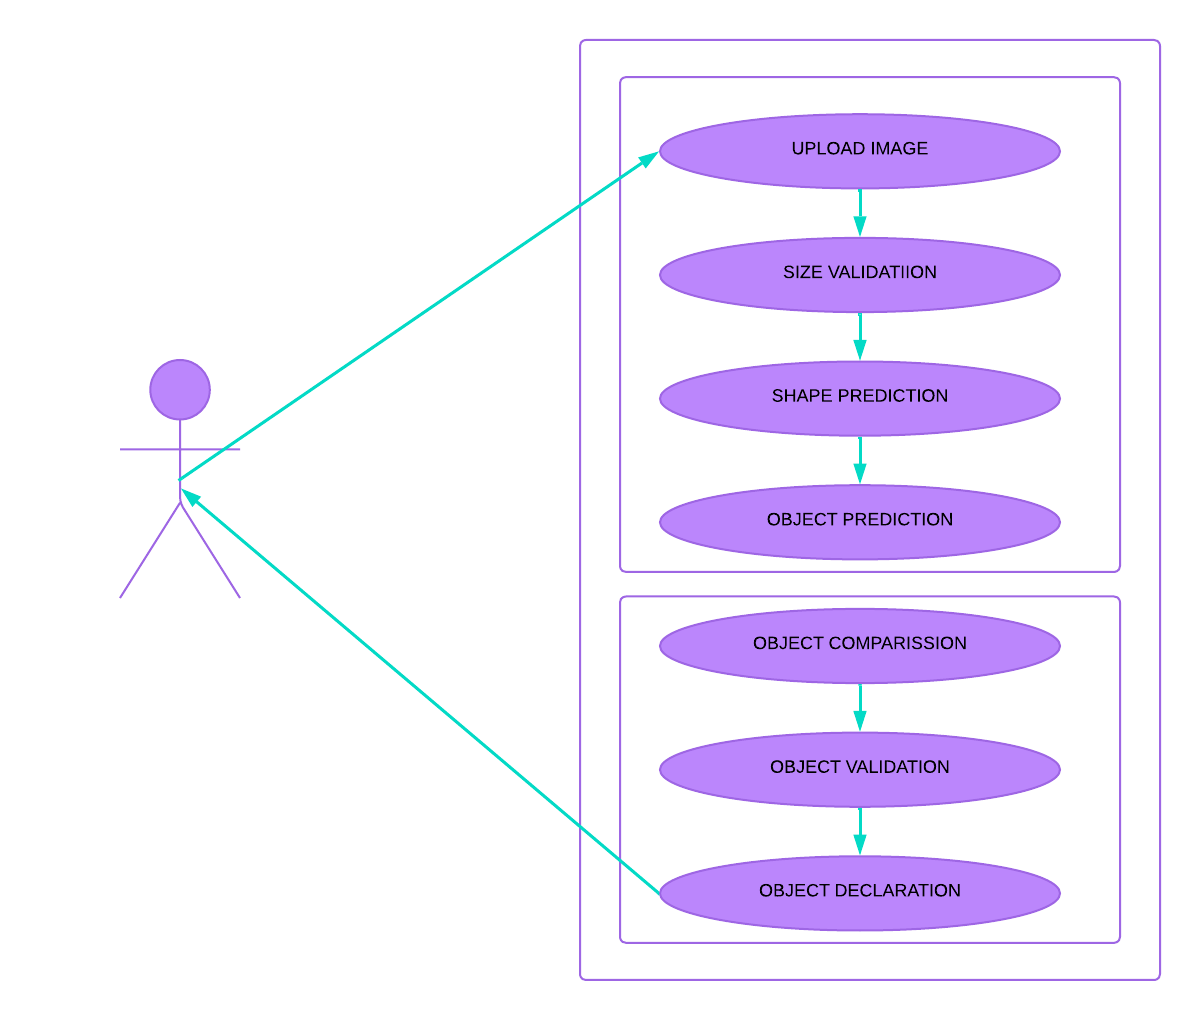 UPLOAD IMAGE
SIZE VALIDATIION
SHAPE PREDICTION
OBJECT PREDICTION
OBJECT COMPARISSION
OBJECT VALIDATION
OBJECT DECLARATION